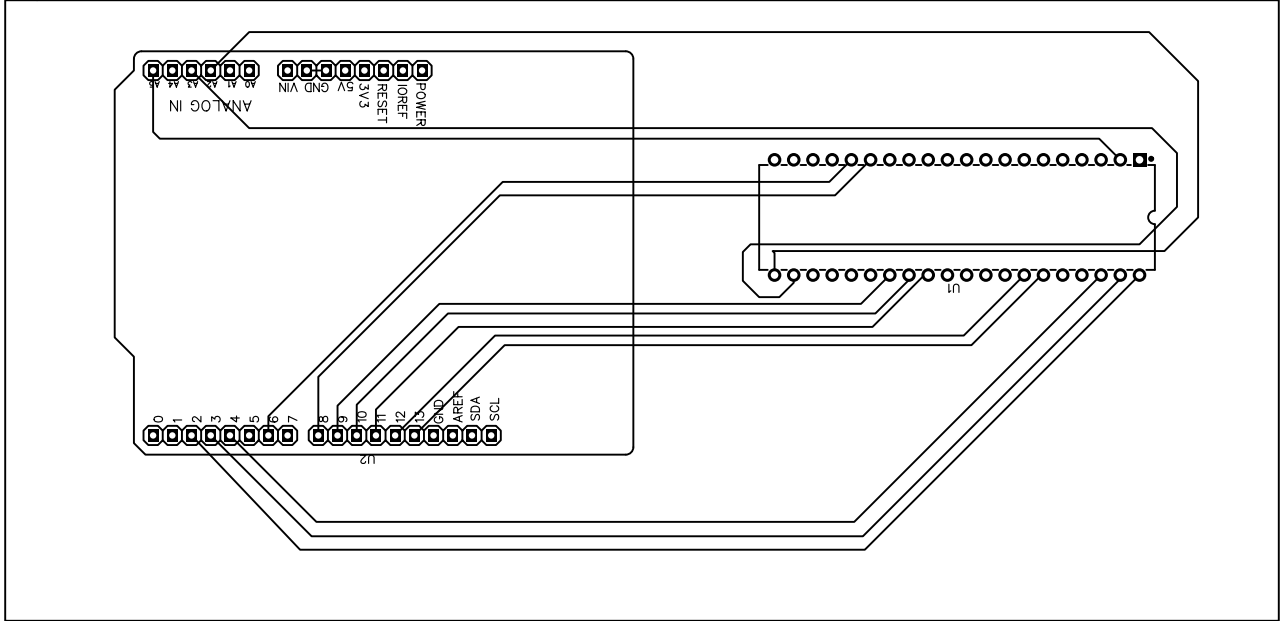 A5 A4 A3 A2 A1 A0
ANALOG IN
VIN GND 5V 3V3 RESET IOREF POWER
U1
0 1 2 3 4 5 6 7 8 9 10 11 12 13 GND AREF SDA SCL
U2